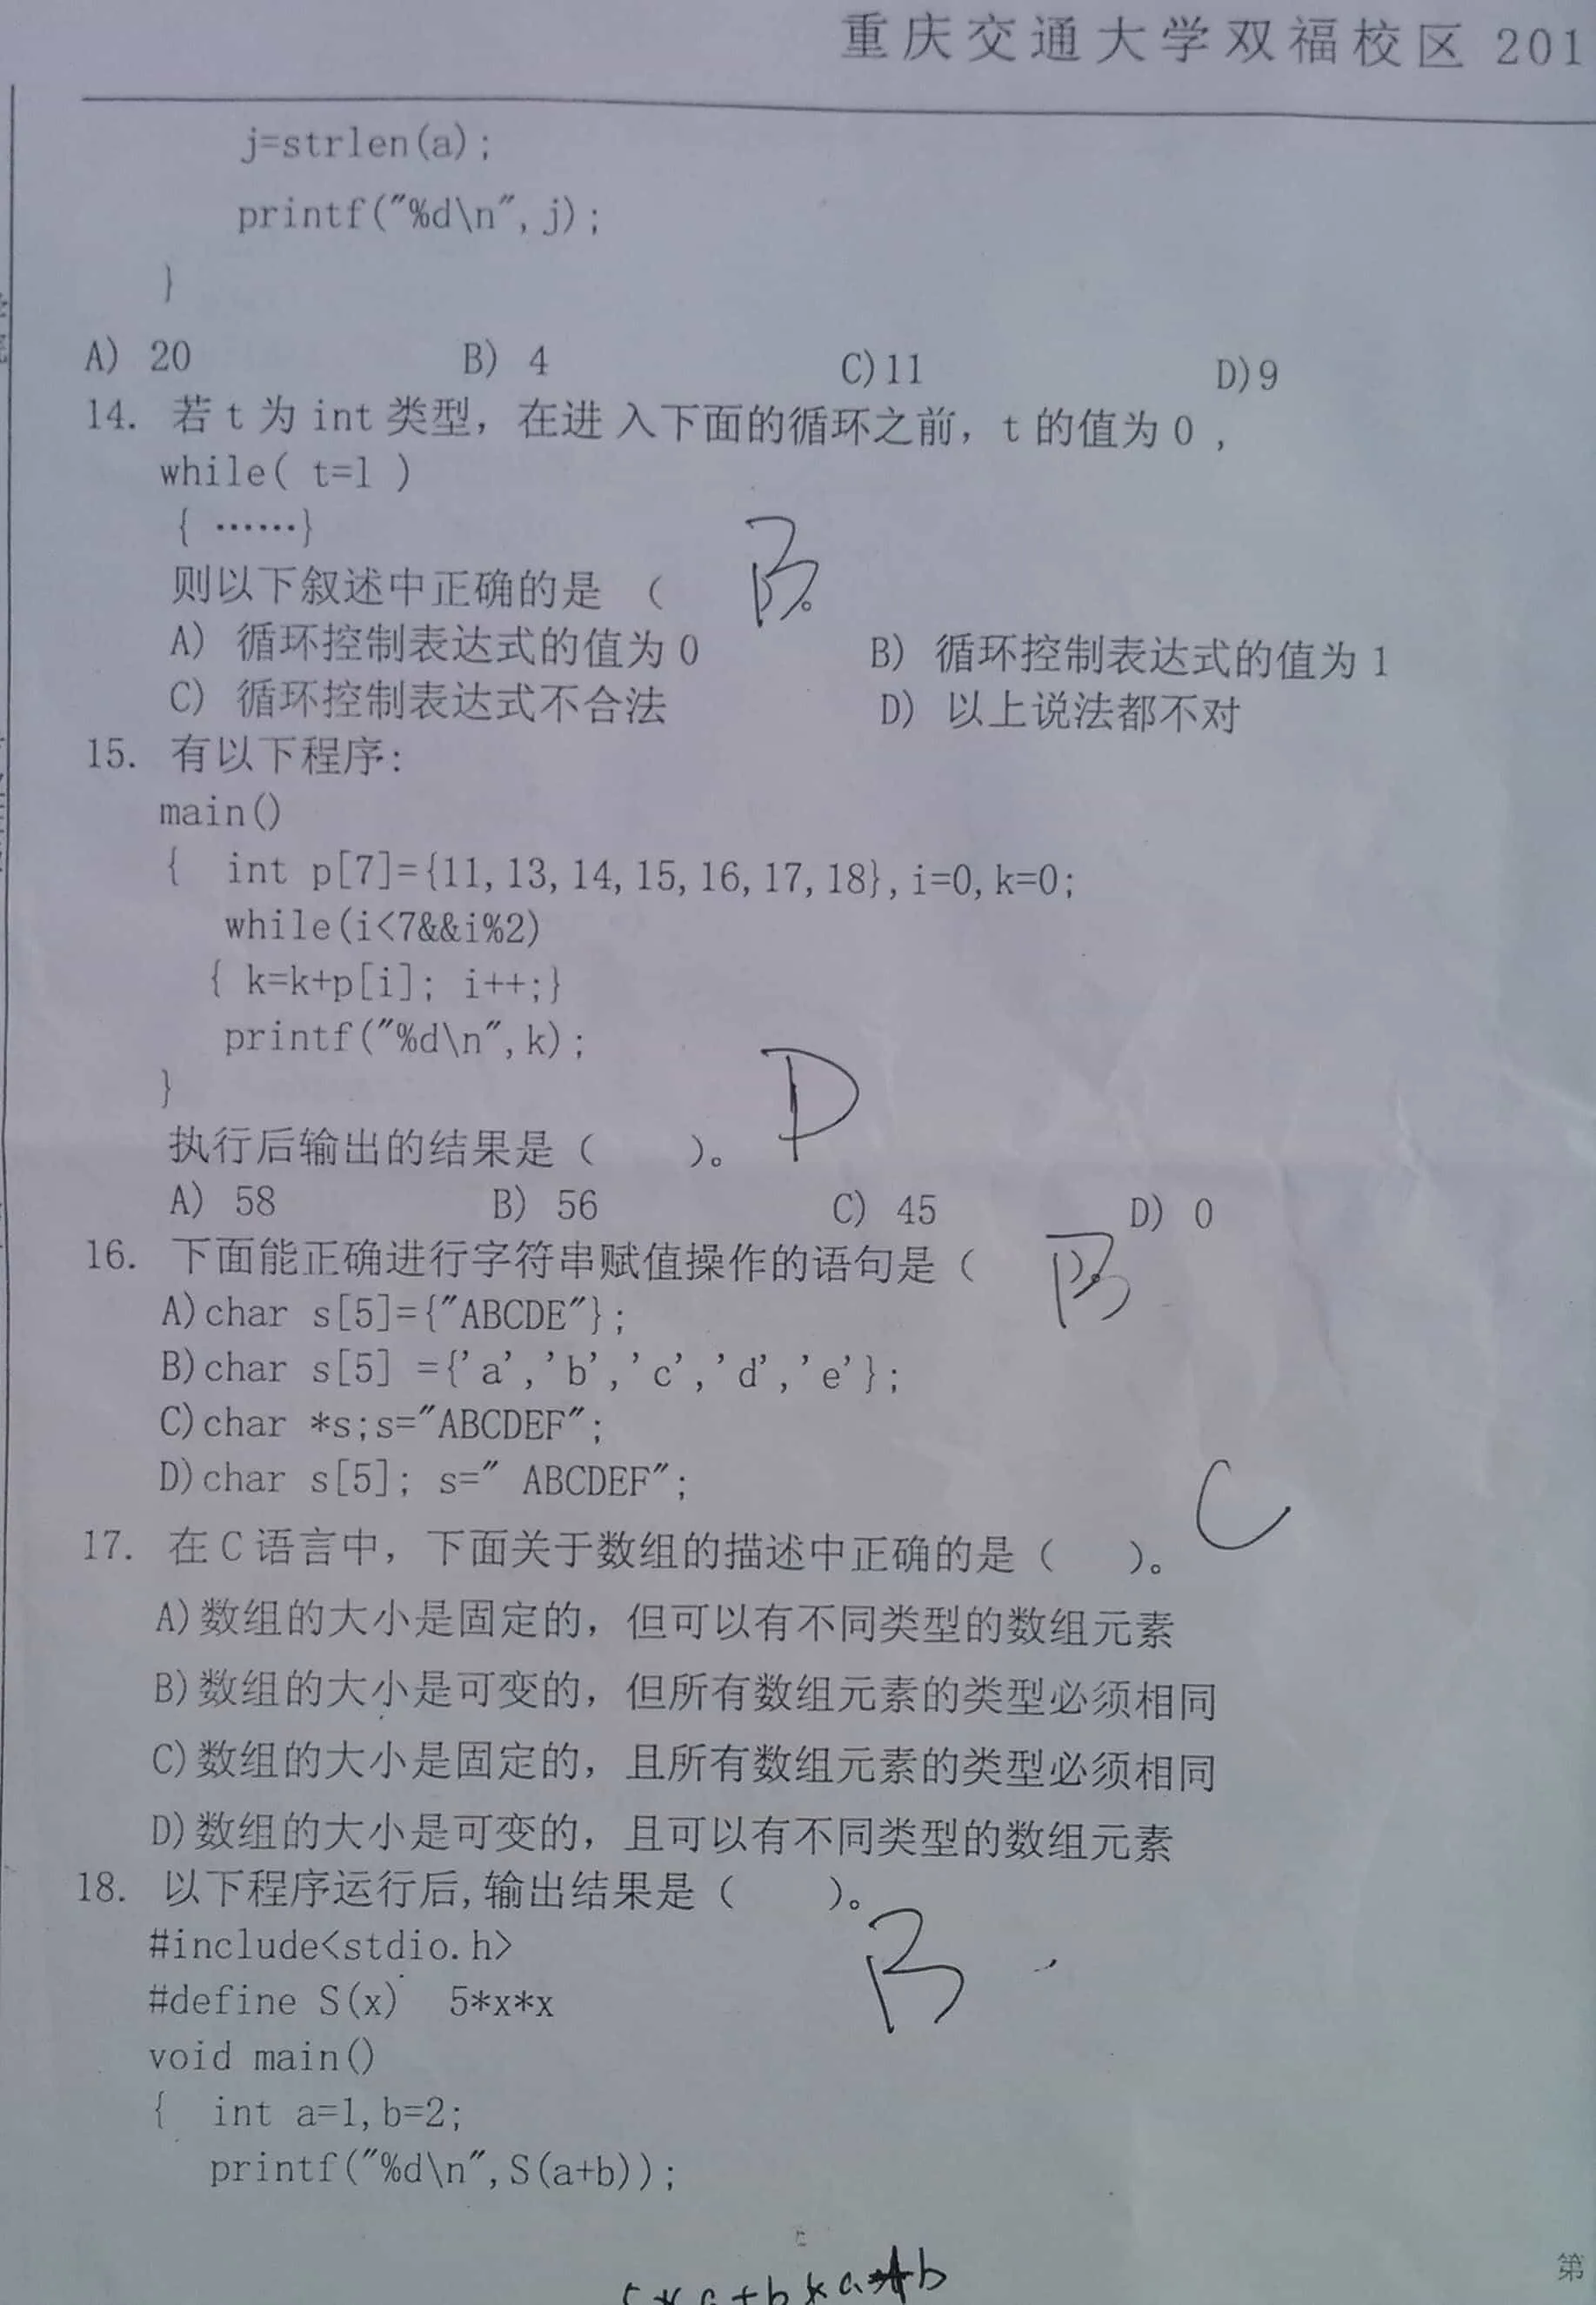 重庆交通大学双福校区 201
j=strlen(a);
printf("%d\n", j);
}
A) 20 B) 4 C)11 D)9
14. 若 t 为 int 类型，在进 入下面的循环之前，t 的值为 0 ，
while( t=1 )
{ ……}
则以下叙述中正确的是 （ B 。
A) 循环控制表达式的值为 0 B) 循环控制表达式的值为 1
C) 循环控制表达式不合法 D) 以上说法都不对
15. 有以下程序:
main()
{ int p[7]={11, 13, 14, 15, 16, 17, 18}, i=0, k=0;
while(i<7&&i%2)
{ k=k+p[i]; i++;}
printf("%d\n", k);
}
执行后输出的结果是（ ）。 D
A) 58 B) 56 C) 45 D) 0
16. 下面能正确进行字符串赋值操作的语句是（ B 。
A)char s[5]={"ABCDE"};
B)char s[5] ={'a', 'b', 'c', 'd', 'e'};
C)char *s;s="ABCDEF";
D)char s[5]; s=" ABCDEF";
17. 在 C 语言中，下面关于数组的描述中正确的是（ ）。 C
A)数组的大小是固定的，但可以有不同类型的数组元素
B)数组的大小是可变的，但所有数组元素的类型必须相同
C)数组的大小是固定的，且所有数组元素的类型必须相同
D)数组的大小是可变的，且可以有不同类型的数组元素
18. 以下程序运行后,输出结果是（ ）。
B
#include<stdio.h>
#define S(x) 5*x*x
void main()
{ int a=1, b=2;
printf("%d\n", S(a+b));
5*a+b*a+b
第